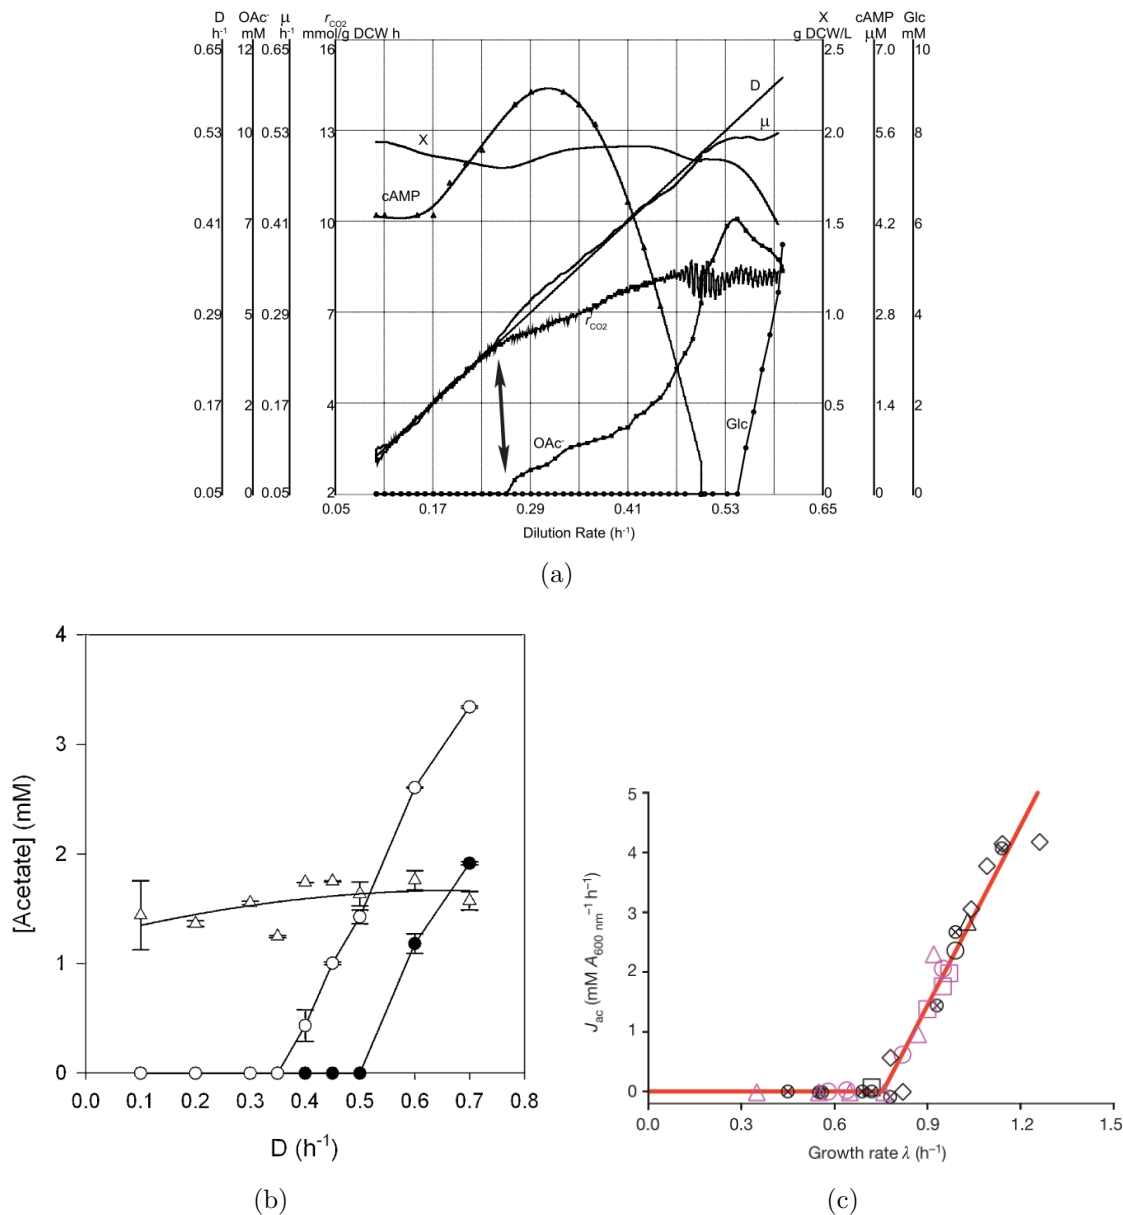 D OAc⁻ μ r_CO2 X cAMP Glc
h⁻¹ mM h⁻¹ mmol/g DCW h g DCW/L μM mM
0.65 12 0.65 16 2.5 7.0 10
D
μ
0.53 10 0.53 13 2.0 5.6 8
X
cAMP
0.41 7 0.41 10 1.5 4.2 6
0.29 5 0.29 7 1.0 2.8 4
r_CO2
0.17 2 0.17 4 0.5 1.4 2
OAc⁻ Glc
0.05 0 0.05 2 0 0 0
0.05 0.17 0.29 0.41 0.53 0.65
Dilution Rate (h⁻¹)
(a)
4
3
2
1
0
[Acetate] (mM)
0.0 0.1 0.2 0.3 0.4 0.5 0.6 0.7 0.8
D (h⁻¹)
(b)
5
4
3
2
1
0
J_ac (mM A_600 nm⁻¹ h⁻¹)
0.0 0.3 0.6 0.9 1.2 1.5
Growth rate λ (h⁻¹)
(c)